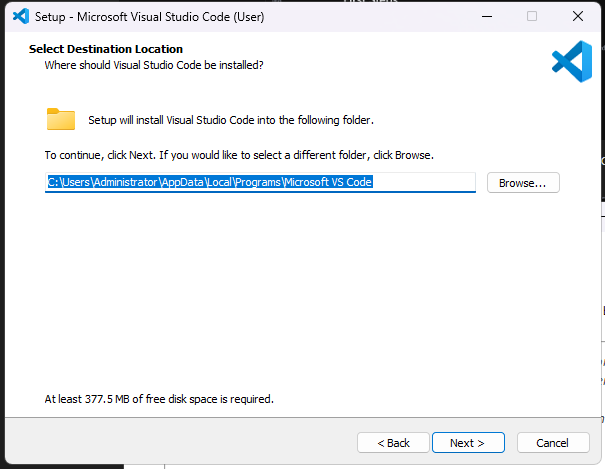 Setup - Microsoft Visual Studio Code (User)
Select Destination Location
Where should Visual Studio Code be installed?
Setup will install Visual Studio Code into the following folder.
To continue, click Next. If you would like to select a different folder, click Browse.
C:\Users\Administrator\AppData\Local\Programs\Microsoft VS Code
Browse...
At least 377.5 MB of free disk space is required.
< Back
Next >
Cancel